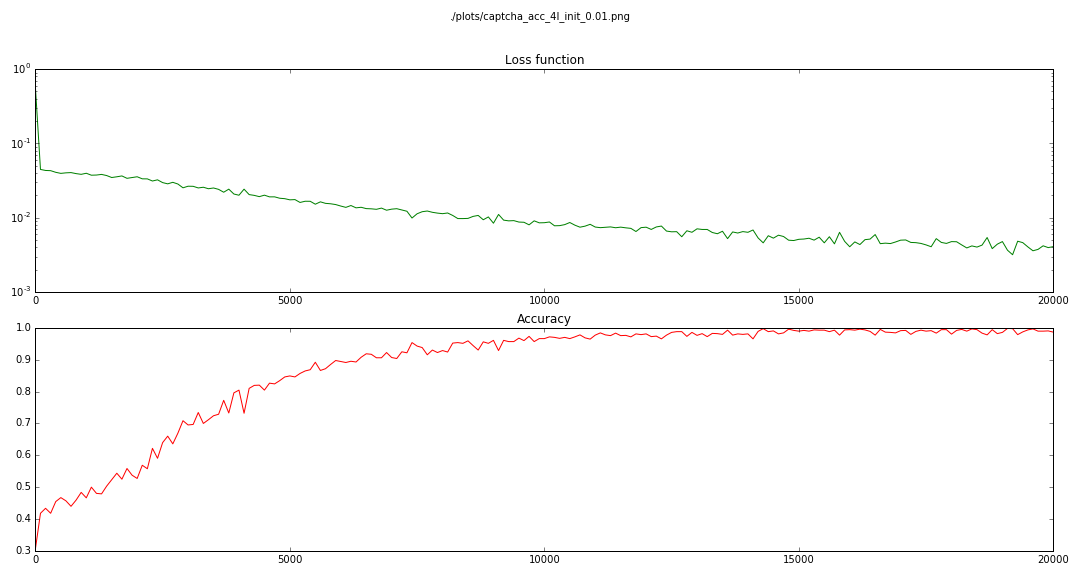 ./plots/captcha_acc_4l_init_0.01.png
Loss function
10^0
10^-1
10^-2
10^-3
0 5000 10000 15000 20000
Accuracy
1.0
0.9
0.8
0.7
0.6
0.5
0.4
0.3
0 5000 10000 15000 20000